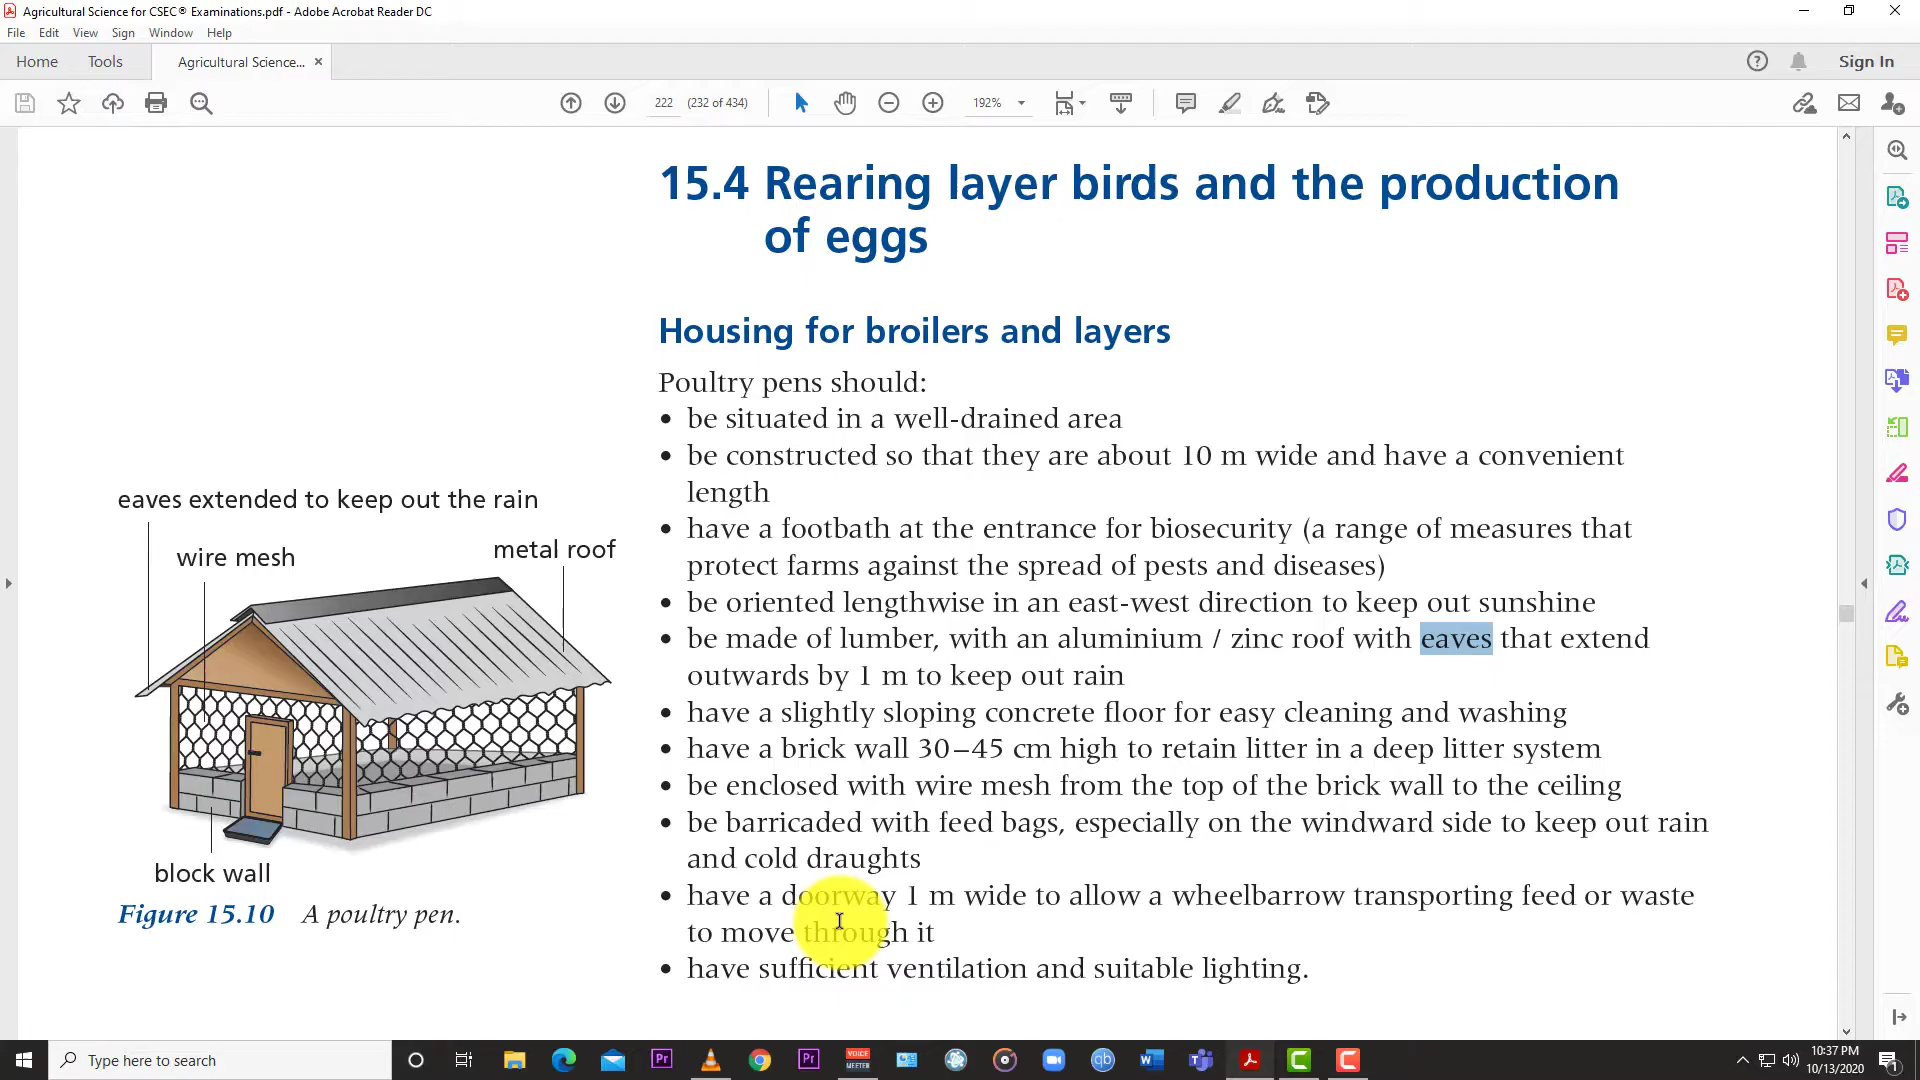 Agricultural Science for CSEC® Examinations.pdf - Adobe Acrobat Reader DC
File Edit View Sign Window Help
Home Tools Agricultural Science... × Sign In
222 (232 of 434) 192%
15.4 Rearing layer birds and the production
of eggs
Housing for broilers and layers
Poultry pens should:
• be situated in a well-drained area
• be constructed so that they are about 10 m wide and have a convenient
length
• have a footbath at the entrance for biosecurity (a range of measures that
protect farms against the spread of pests and diseases)
• be oriented lengthwise in an east-west direction to keep out sunshine
• be made of lumber, with an aluminium / zinc roof with eaves that extend
outwards by 1 m to keep out rain
• have a slightly sloping concrete floor for easy cleaning and washing
• have a brick wall 30–45 cm high to retain litter in a deep litter system
• be enclosed with wire mesh from the top of the brick wall to the ceiling
• be barricaded with feed bags, especially on the windward side to keep out rain
and cold draughts
• have a doorway 1 m wide to allow a wheelbarrow transporting feed or waste
to move through it
• have sufficient ventilation and suitable lighting.
eaves extended to keep out the rain
wire mesh
metal roof
block wall
Figure 15.10 A poultry pen.
Type here to search
Pr
Pr
VOICE
MEETER
qb
10:37 PM
10/13/2020
1